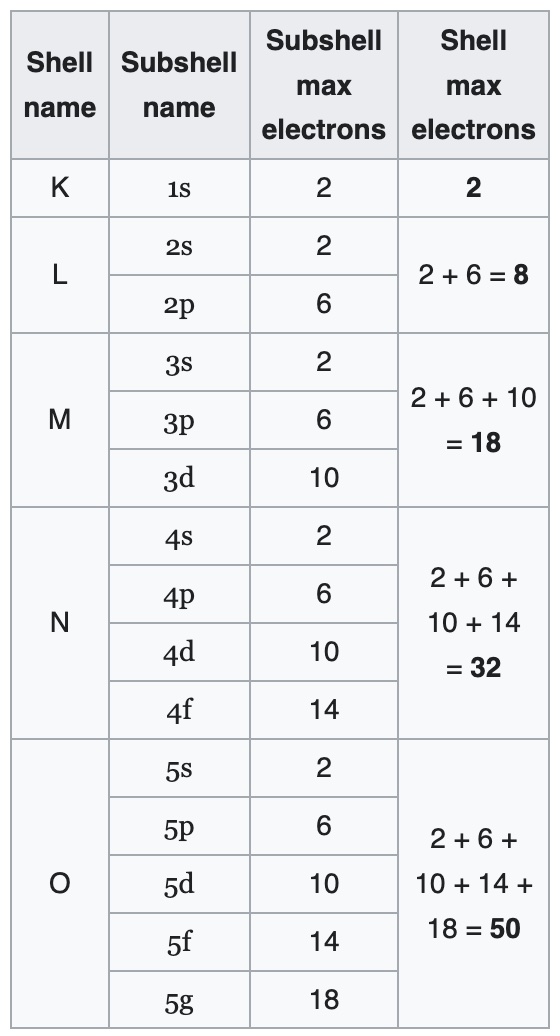 Shell name | Subshell name | Subshell max electrons | Shell max electrons
K | 1s | 2 | 2
L | 2s | 2 | 2 + 6 = 8
2p | 6
M | 3s | 2 | 2 + 6 + 10 = 18
3p | 6
3d | 10
N | 4s | 2 | 2 + 6 + 10 + 14 = 32
4p | 6
4d | 10
4f | 14
O | 5s | 2 | 2 + 6 + 10 + 14 + 18 = 50
5p | 6
5d | 10
5f | 14
5g | 18